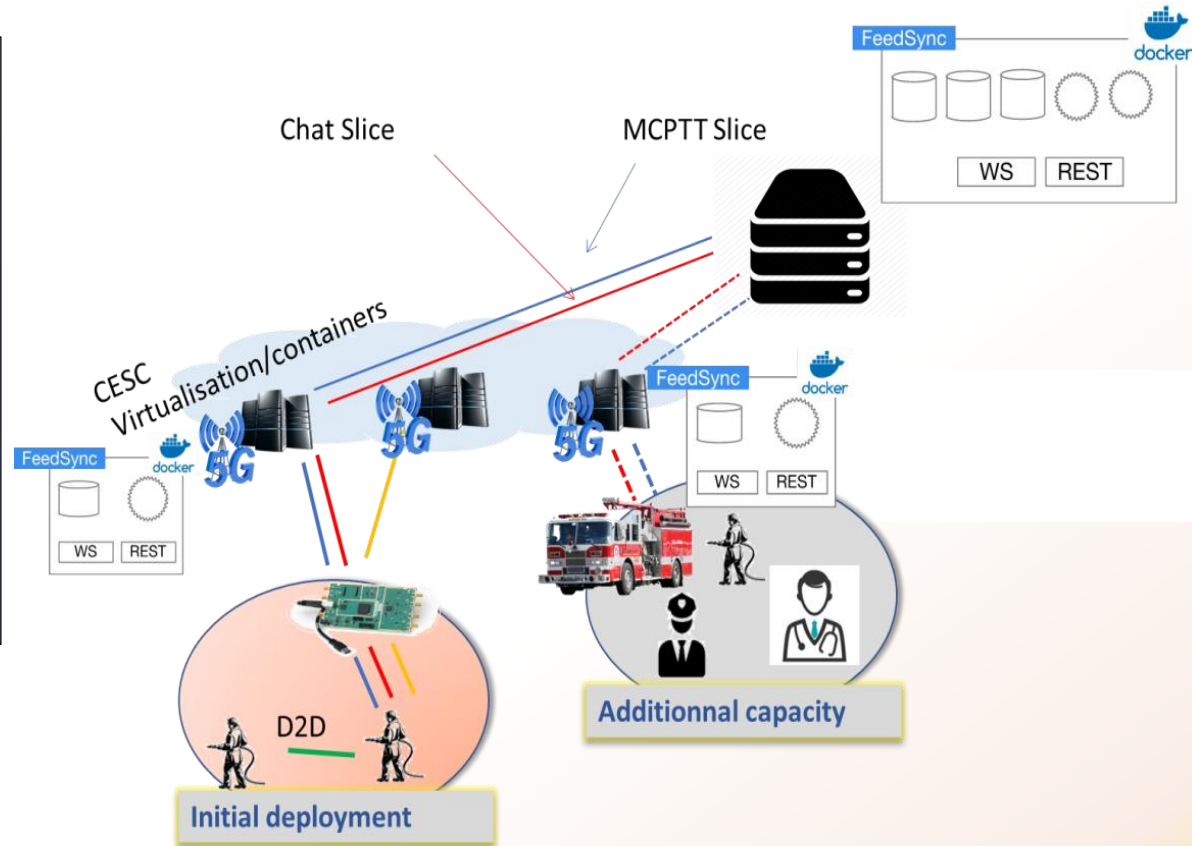 FeedSync
docker
WS
REST
Chat Slice
MCPTT Slice
CESC
Virtualisation/containers
5G
5G
5G
FeedSync
docker
WS
REST
FeedSync
docker
WS
REST
D2D
Additionnal capacity
Initial deployment